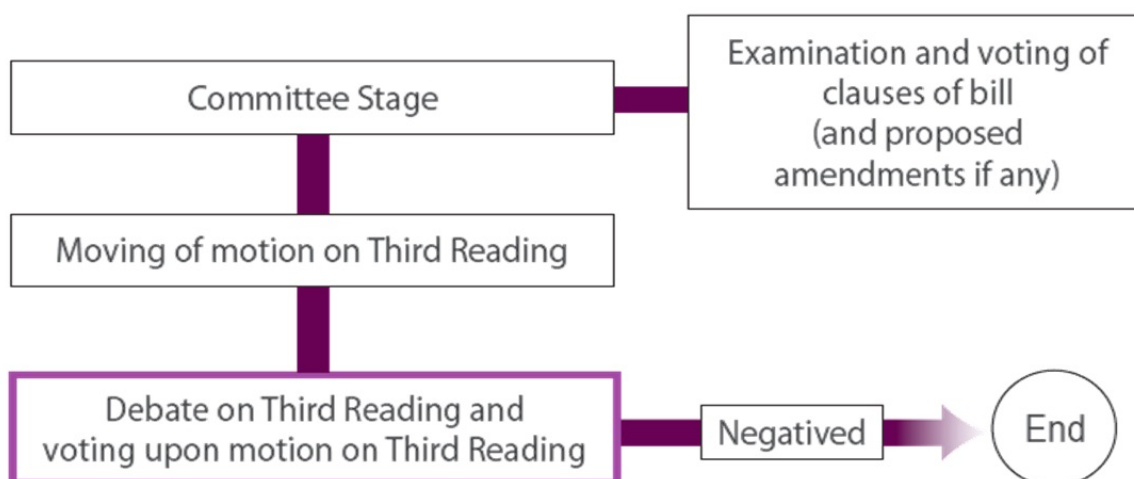 Committee Stage
Examination and voting of
clauses of bill
(and proposed
amendments if any)
Moving of motion on Third Reading
Debate on Third Reading and
voting upon motion on Third Reading
Negatived
End